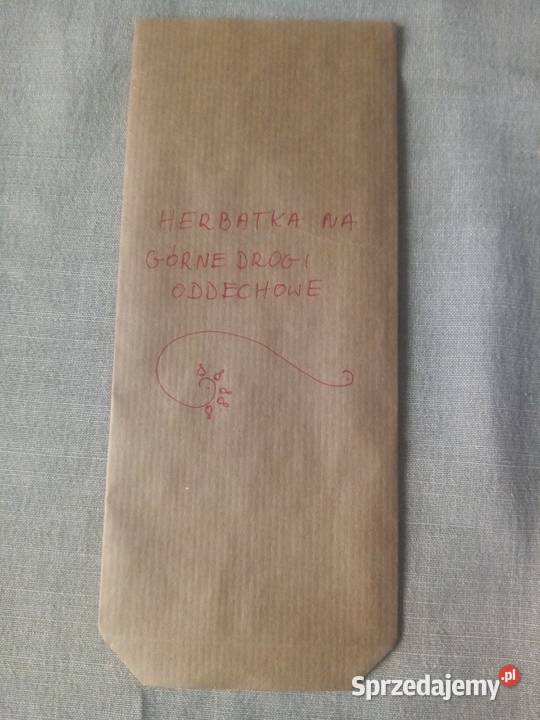 HERBATKA NA
GÓRNE DROGI
ODDECHOWE
Sprzedajemy.pl